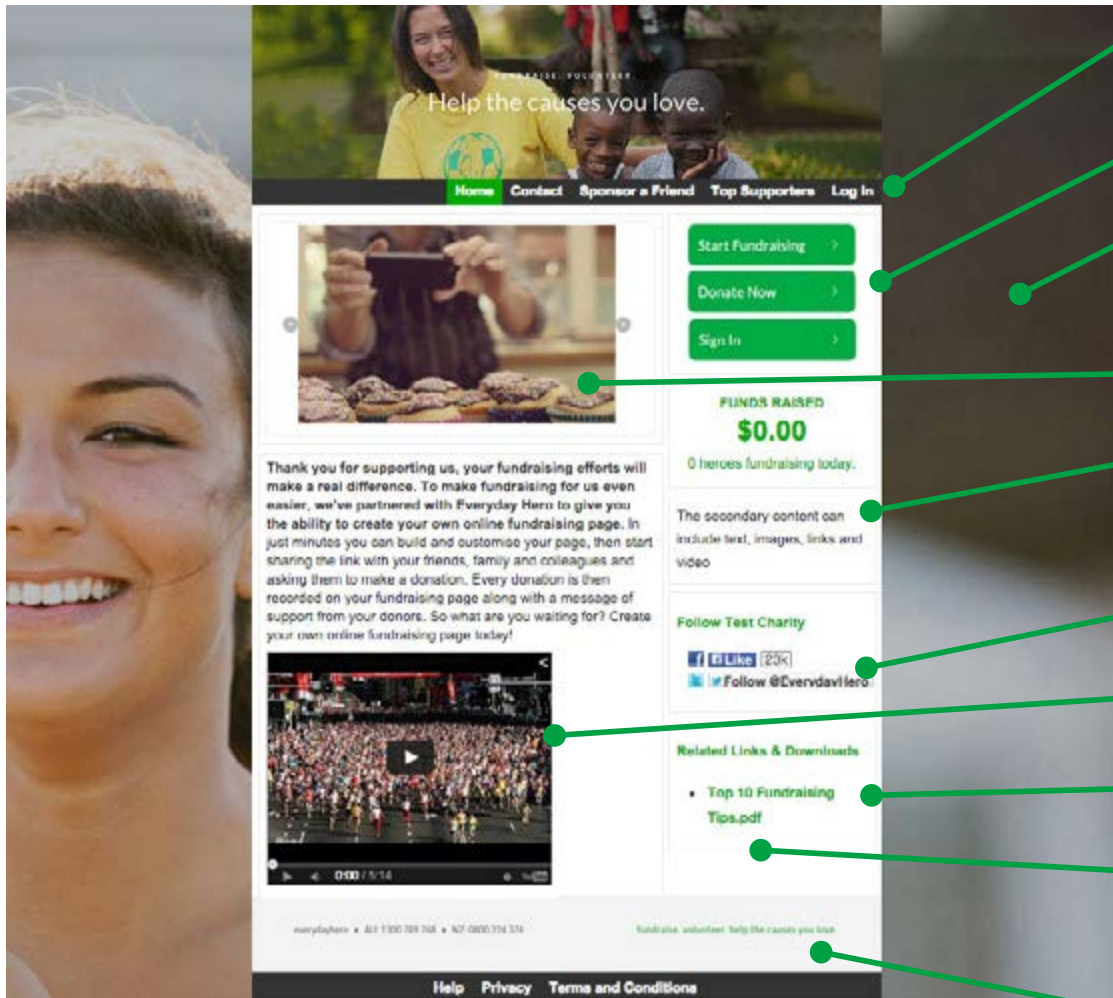 FUNDRAISE. VOLUNTEER.
Help the causes you love.
Home Contact Sponsor a Friend Top Supporters Log In
Start Fundraising
Donate Now
Sign In
FUNDS RAISED
$0.00
0 heroes fundraising today.
Thank you for supporting us, your fundraising efforts will
make a real difference. To make fundraising for us even
easier, we've partnered with Everyday Hero to give you
the ability to create your own online fundraising page. In
just minutes you can build and customise your page, then start
sharing the link with your friends, family and colleagues and
asking them to make a donation. Every donation is then
recorded on your fundraising page along with a message of
support from your donors. So what are you waiting for? Create
your own online fundraising page today!
The secondary content can
include text, images, links and
video
Follow Test Charity
Like 23k
Follow @EverydayHero
Related Links & Downloads
• Top 10 Fundraising
Tips.pdf
0:00 / 5:14
everydayhero • AU: 1300 798 768 • NZ:
fundraise. volunteer. help the causes you love.
Help Privacy Terms and Conditions